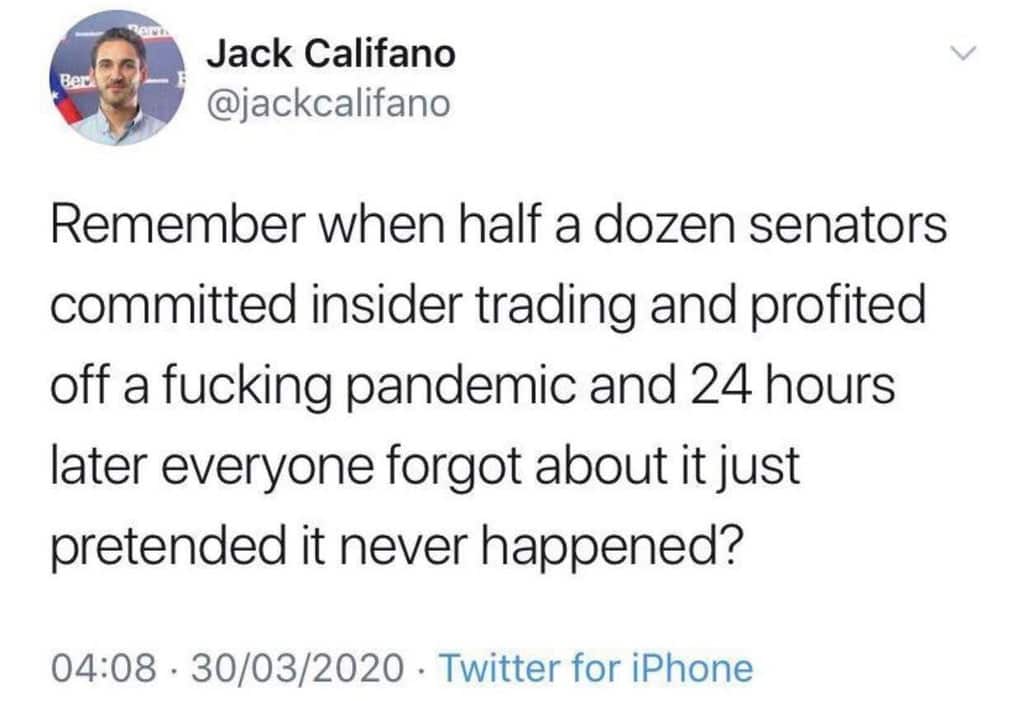 Jack Califano
@jackcalifano
Remember when half a dozen senators
committed insider trading and profited
off a fucking pandemic and 24 hours
later everyone forgot about it just
pretended it never happened?
04:08 · 30/03/2020 · Twitter for iPhone